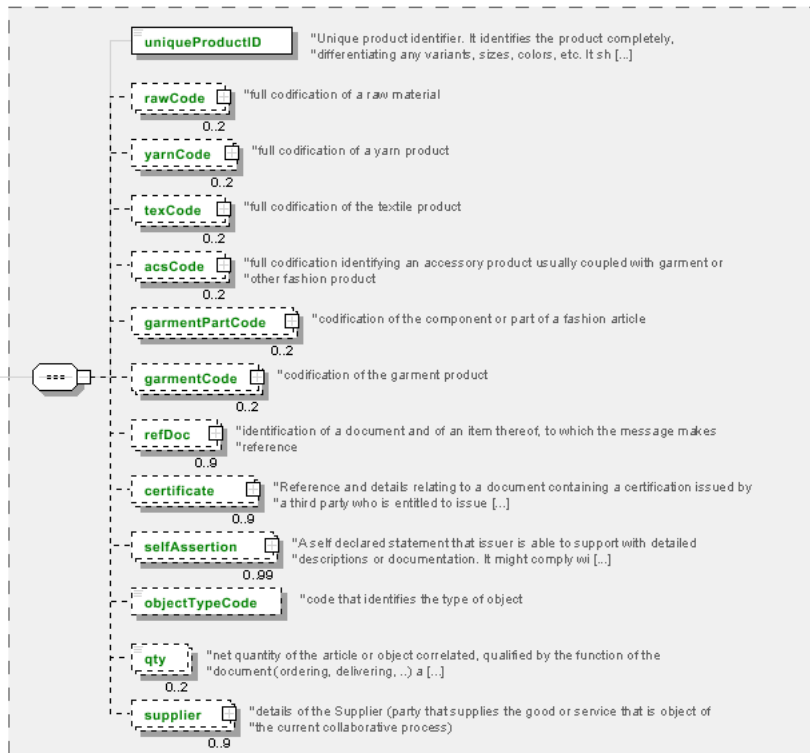 uniqueProductID
"Unique product identifier. It identifies the product completely,
"differentiating any variants, sizes, colors, etc. It sh [...]
rawCode
"full codification of a raw material
0..2
yarnCode
"full codification of a yarn product
0..2
texCode
"full codification of the textile product
0..2
acsCode
"full codification identifying an accessory product usually coupled with garment or
"other fashion product
0..2
garmentPartCode
"codification of the component or part of a fashion article
0..2
garmentCode
"codification of the garment product
0..2
refDoc
"identification of a document and of an item thereof, to which the message makes
"reference
0..9
certificate
"Reference and details relating to a document containing a certification issued by
"a third party who is entitled to issue [...]
0..9
selfAssertion
"A self declared statement that issuer is able to support with detailed
"descriptions or documentation. It might comply wi [...]
0..99
objectTypeCode
"code that identifies the type of object
qty
"net quantity of the article or object correlated, qualified by the function of the
"document (ordering, delivering, ..) a [...]
0..2
supplier
"details of the Supplier (party that supplies the good or service that is object of
"the current collaborative process)
0..9